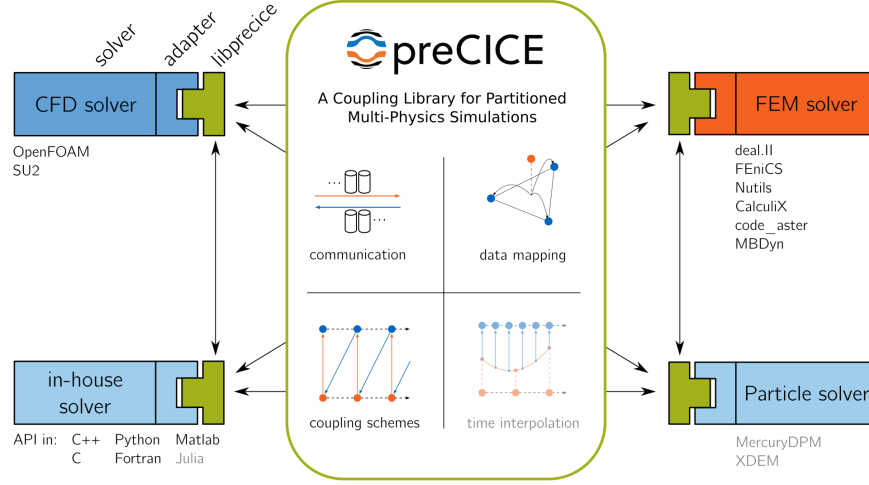 solver
adapter
libprecice
CFD solver
OpenFOAM
SU2
preCICE
A Coupling Library for Partitioned
Multi-Physics Simulations
...
communication
...
data mapping
coupling schemes
time interpolation
FEM solver
deal.II
FEniCS
Nutils
CalculiX
code_aster
MBDyn
in-house
solver
API in: C++ Python Matlab
C Fortran Julia
Particle solver
MercuryDPM
XDEM